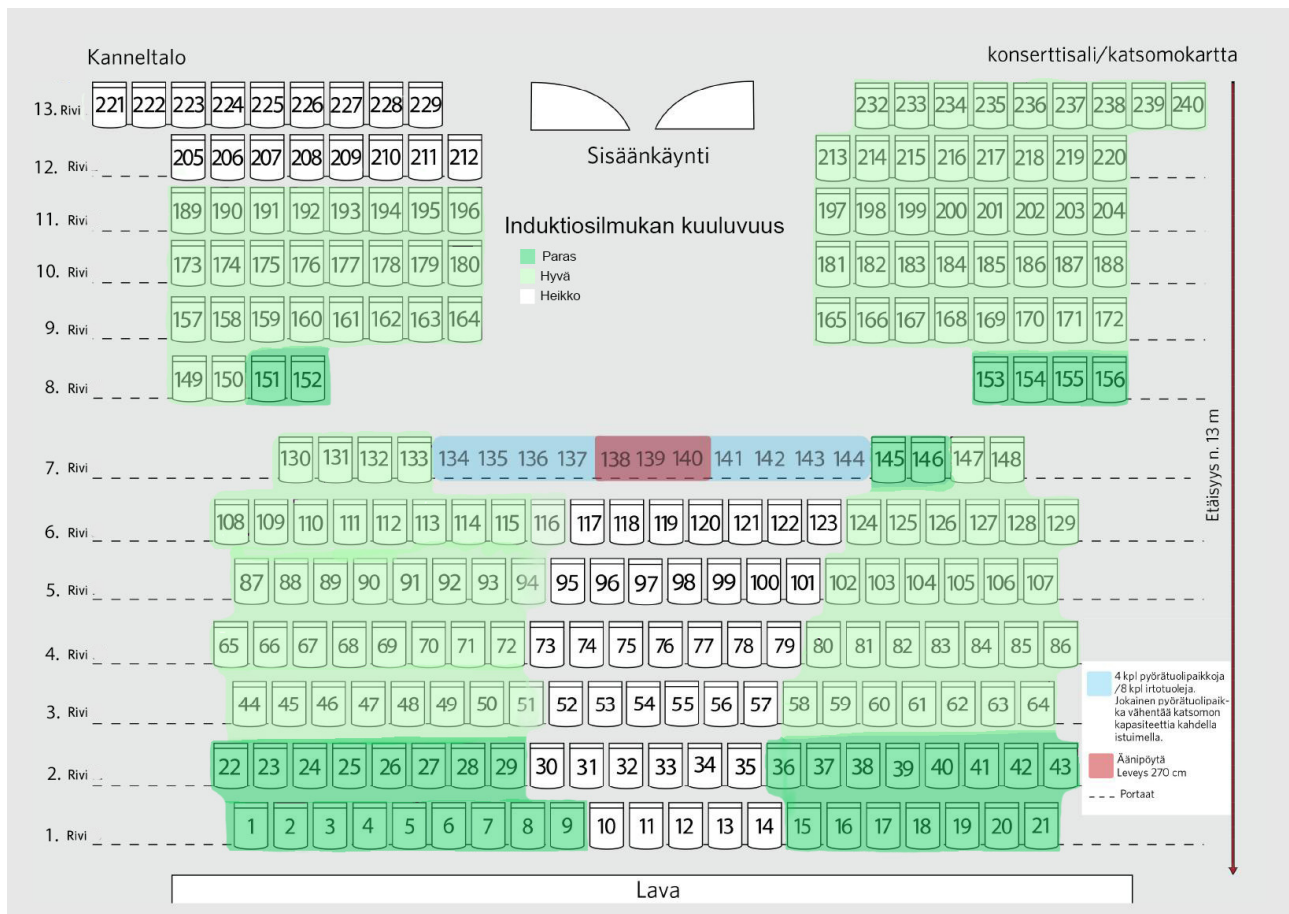 Kanneltalo
konserttisali/katsomokartta
13. Rivi 221 222 223 224 225 226 227 228 229 232 233 234 235 236 237 238 239 240
Sisäänkäynti
12. Rivi 205 206 207 208 209 210 211 212 213 214 215 216 217 218 219 220
11. Rivi 189 190 191 192 193 194 195 196 197 198 199 200 201 202 203 204
Induktiosilmukan kuuluvuus
Paras
Hyvä
Heikko
10. Rivi 173 174 175 176 177 178 179 180 181 182 183 184 185 186 187 188
9. Rivi 157 158 159 160 161 162 163 164 165 166 167 168 169 170 171 172
8. Rivi 149 150 151 152 153 154 155 156
7. Rivi 130 131 132 133 134 135 136 137 138 139 140 141 142 143 144 145 146 147 148
6. Rivi 108 109 110 111 112 113 114 115 116 117 118 119 120 121 122 123 124 125 126 127 128 129
5. Rivi 87 88 89 90 91 92 93 94 95 96 97 98 99 100 101 102 103 104 105 106 107
4. Rivi 65 66 67 68 69 70 71 72 73 74 75 76 77 78 79 80 81 82 83 84 85 86
3. Rivi 44 45 46 47 48 49 50 51 52 53 54 55 56 57 58 59 60 61 62 63 64
2. Rivi 22 23 24 25 26 27 28 29 30 31 32 33 34 35 36 37 38 39 40 41 42 43
1. Rivi 1 2 3 4 5 6 7 8 9 10 11 12 13 14 15 16 17 18 19 20 21
Lava
Etäisyys n. 13 m
4 kpl pyörätuolipaikkoja
/8 kpl irtotuoleja.
Jokainen pyörätuolipaik-
ka vähentää katsomon
kapasiteettia kahdella
istuimella.
Äänipöytä
Leveys 270 cm
Portaat